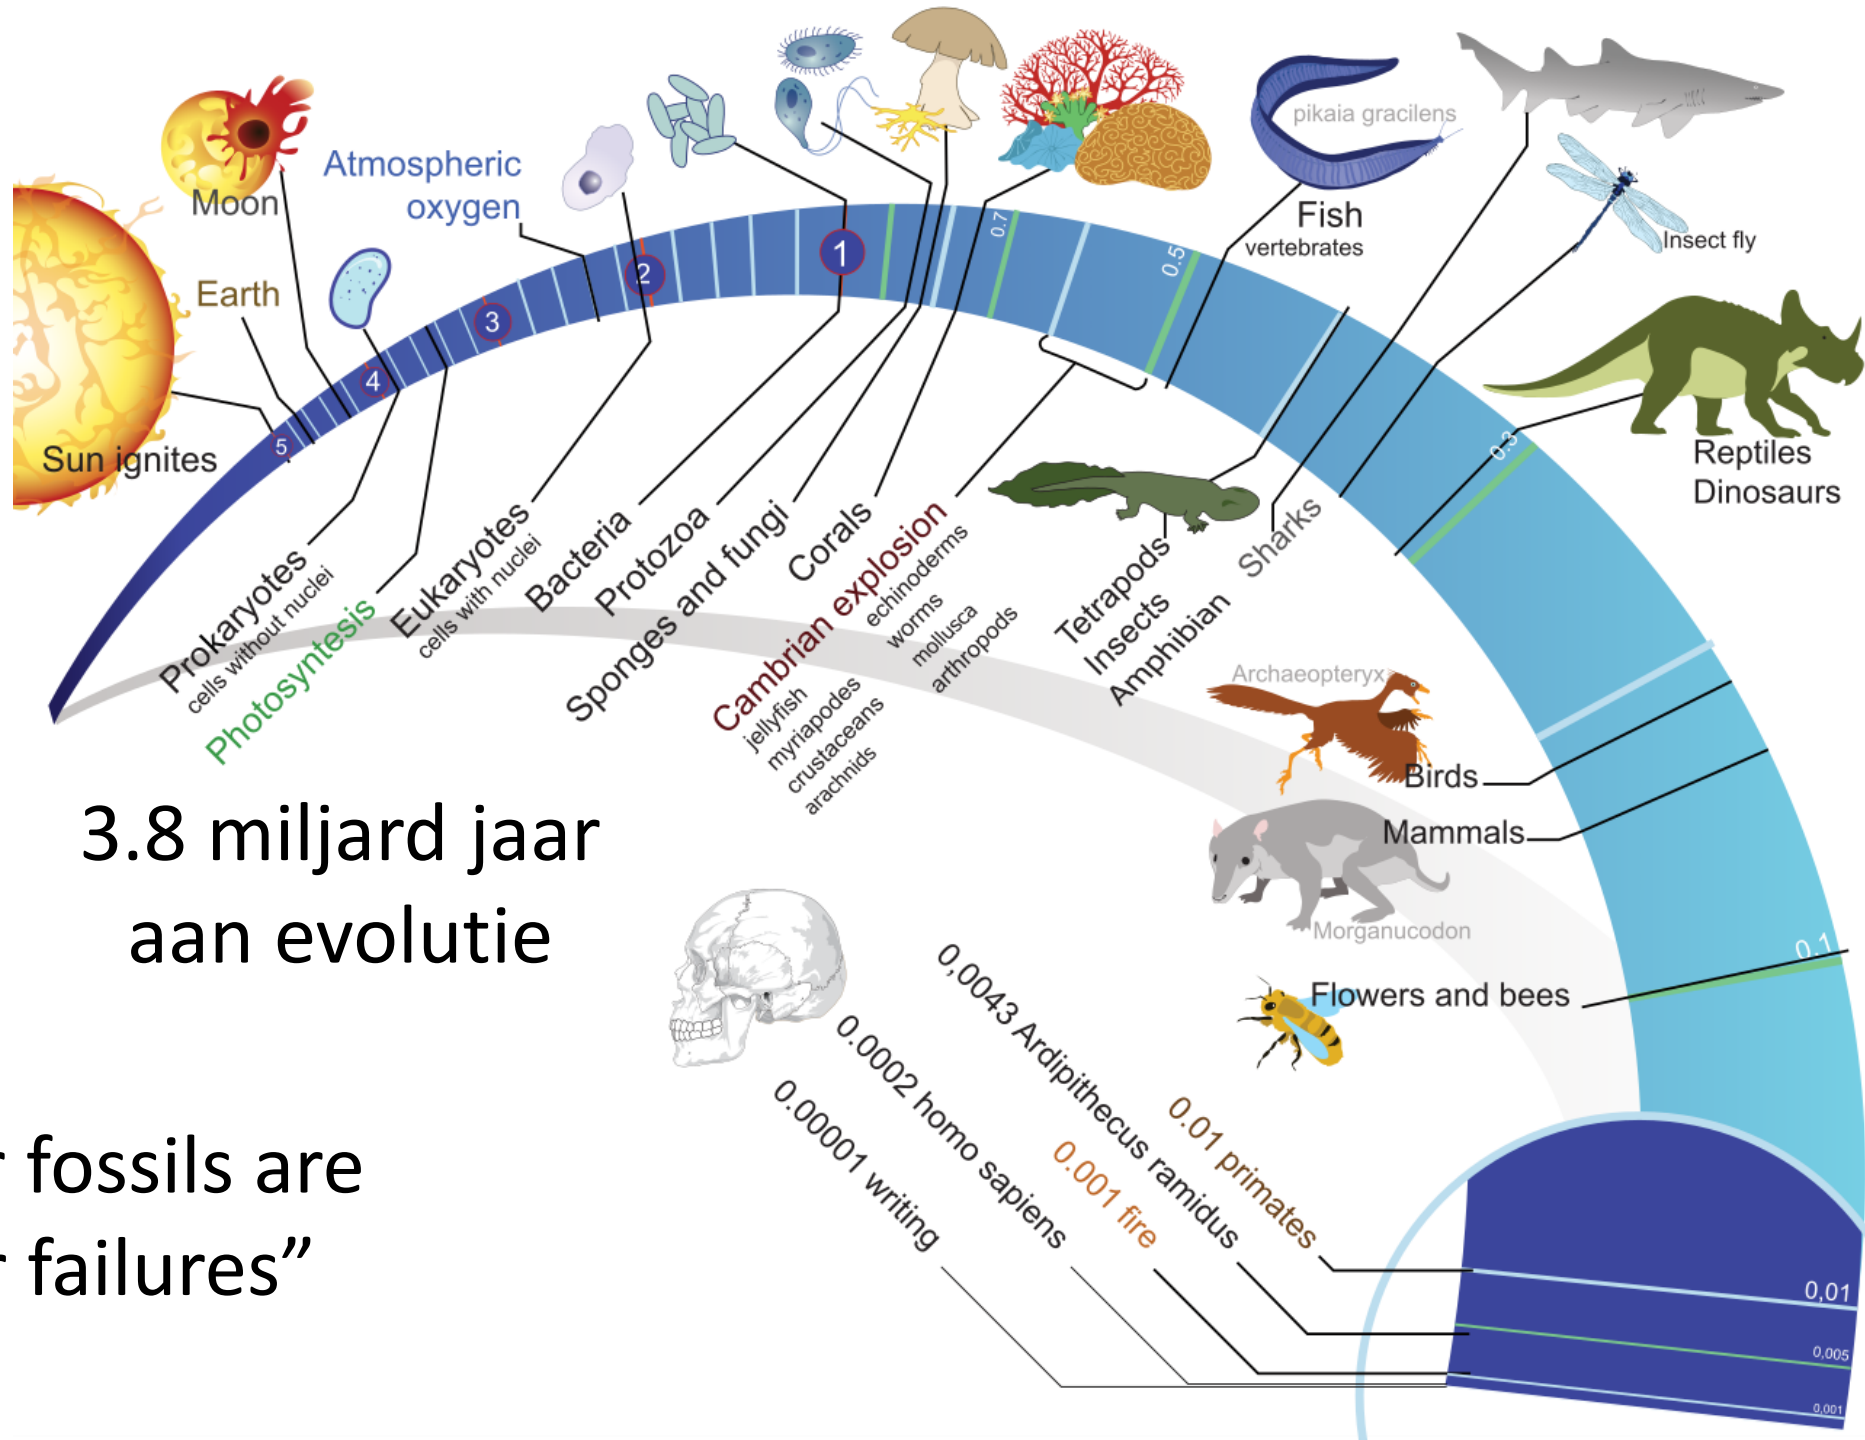 Moon
Atmospheric
oxygen
Earth
Sun ignites
5
4
3
2
1
0.7
0.5
0.3
0.1
pikaia gracilens
Fish
vertebrates
Insect fly
Reptiles
Dinosaurs
Prokaryotes
cells without nuclei
Photosyntesis
Eukaryotes
cells with nuclei
Bacteria
Protozoa
Sponges and fungi
Corals
Cambrian explosion
jellyfish
myriapodes
crustaceans
arachnids
echinoderms
worms
mollusca
arthropods
Tetrapods
Insects
Amphibian
Sharks
Archaeopteryx
Birds
Mammals
Morganucodon
Flowers and bees
3.8 miljard jaar
aan evolutie
r fossils are
r failures”
0.00001 writing
0.0002 homo sapiens
0.001 fire
0,0043 Ardipithecus ramidus
0.01 primates
0,01
0,005
0,001